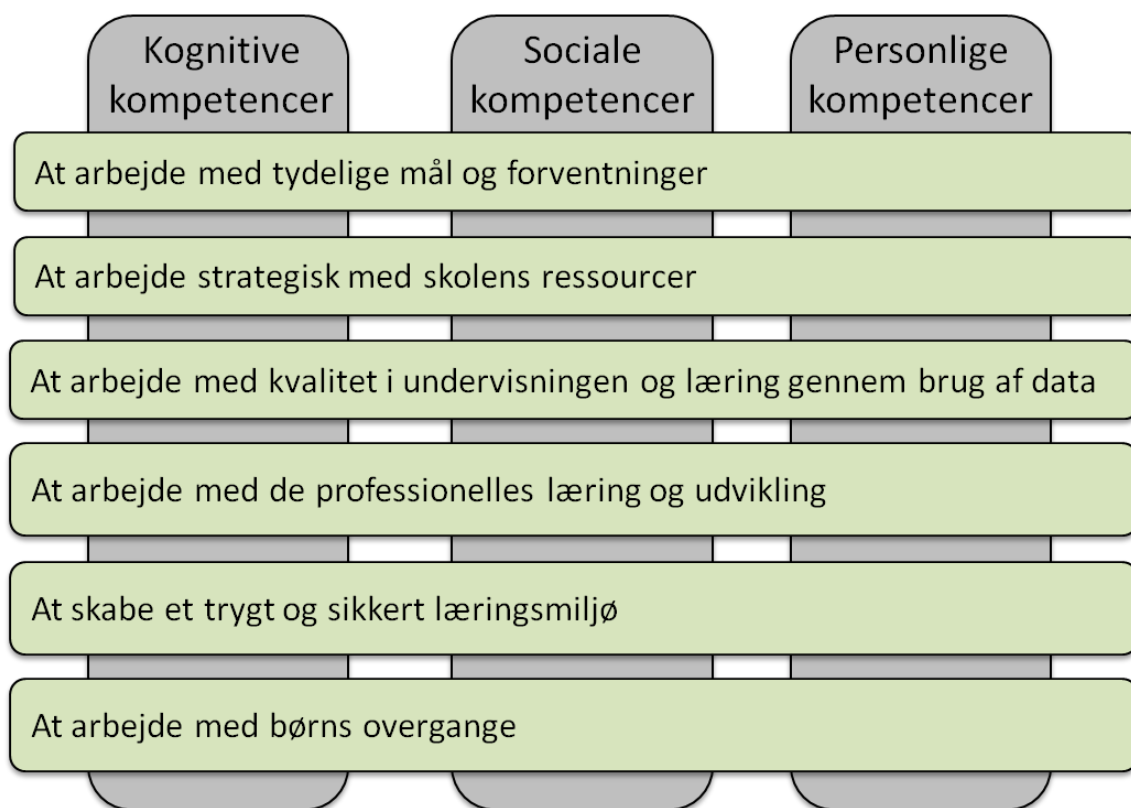 Kognitive
kompetencer
Sociale
kompetencer
Personlige
kompetencer
At arbejde med tydelige mål og forventninger
At arbejde strategisk med skolens ressourcer
At arbejde med kvalitet i undervisningen og læring gennem brug af data
At arbejde med de professionelles læring og udvikling
At skabe et trygt og sikkert læringsmiljø
At arbejde med børns overgange